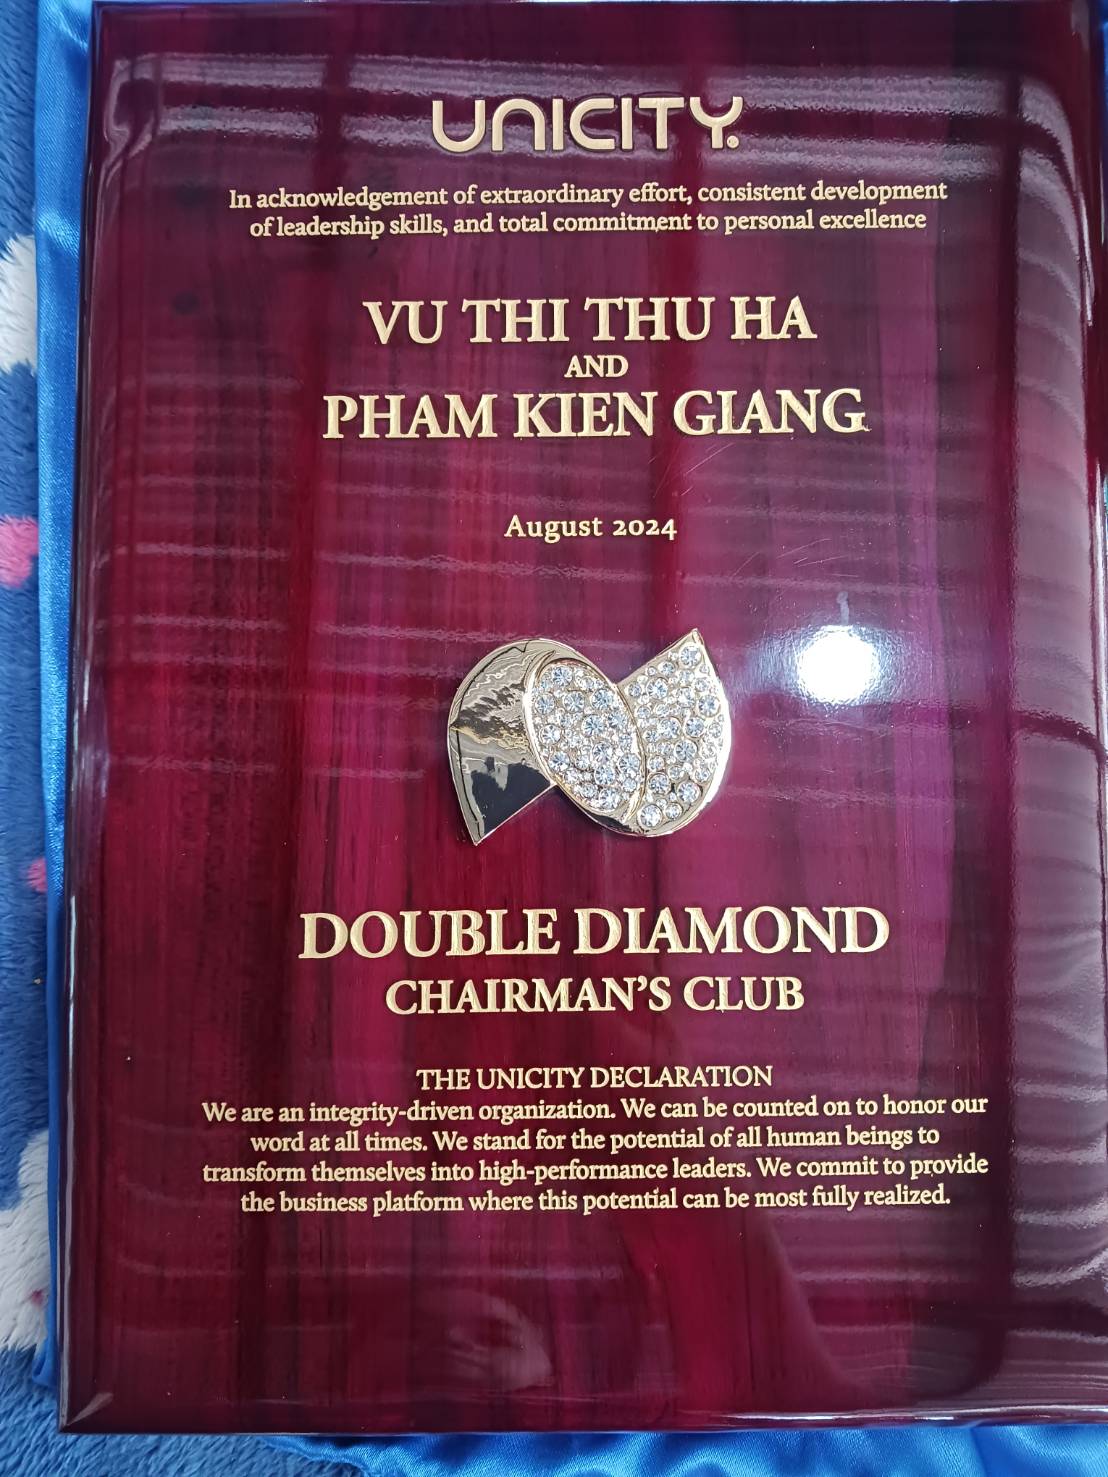 UNICITY.
In acknowledgement of extraordinary effort, consistent development
of leadership skills, and total commitment to personal excellence
VU THI THU HA
AND
PHAM KIEN GIANG
August 2024
DOUBLE DIAMOND
CHAIRMAN'S CLUB
THE UNICITY DECLARATION
We are an integrity-driven organization. We can be counted on to honor our
word at all times. We stand for the potential of all human beings to
transform themselves into high-performance leaders. We commit to provide
the business platform where this potential can be most fully realized.